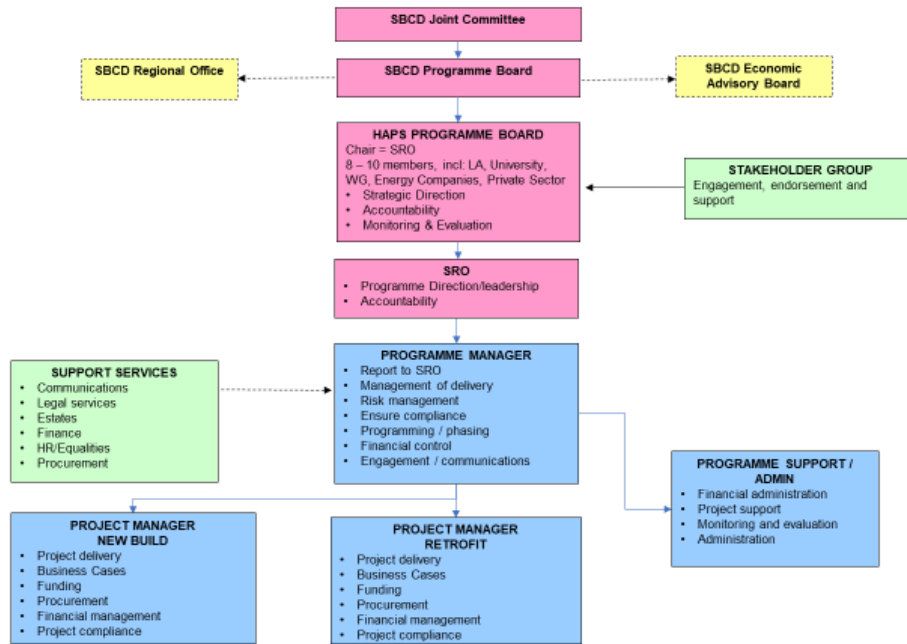 SBCD Joint Committee
SBCD Regional Office
SBCD Programme Board
SBCD Economic
Advisory Board
HAPS PROGRAMME BOARD
Chair = SRO
8 – 10 members, incl: LA, University,
WG, Energy Companies, Private Sector
• Strategic Direction
• Accountability
• Monitoring & Evaluation
STAKEHOLDER GROUP
Engagement, endorsement and
support
SRO
• Programme Direction/leadership
• Accountability
SUPPORT SERVICES
• Communications
• Legal services
• Estates
• Finance
• HR/Equalities
• Procurement
PROGRAMME MANAGER
• Report to SRO
• Management of delivery
• Risk management
• Ensure compliance
• Programming / phasing
• Financial control
• Engagement / communications
PROGRAMME SUPPORT /
ADMIN
• Financial administration
• Project support
• Monitoring and evaluation
• Administration
PROJECT MANAGER
NEW BUILD
• Project delivery
• Business Cases
• Funding
• Procurement
• Financial management
• Project compliance
PROJECT MANAGER
RETROFIT
• Project delivery
• Business Cases
• Funding
• Procurement
• Financial management
• Project compliance